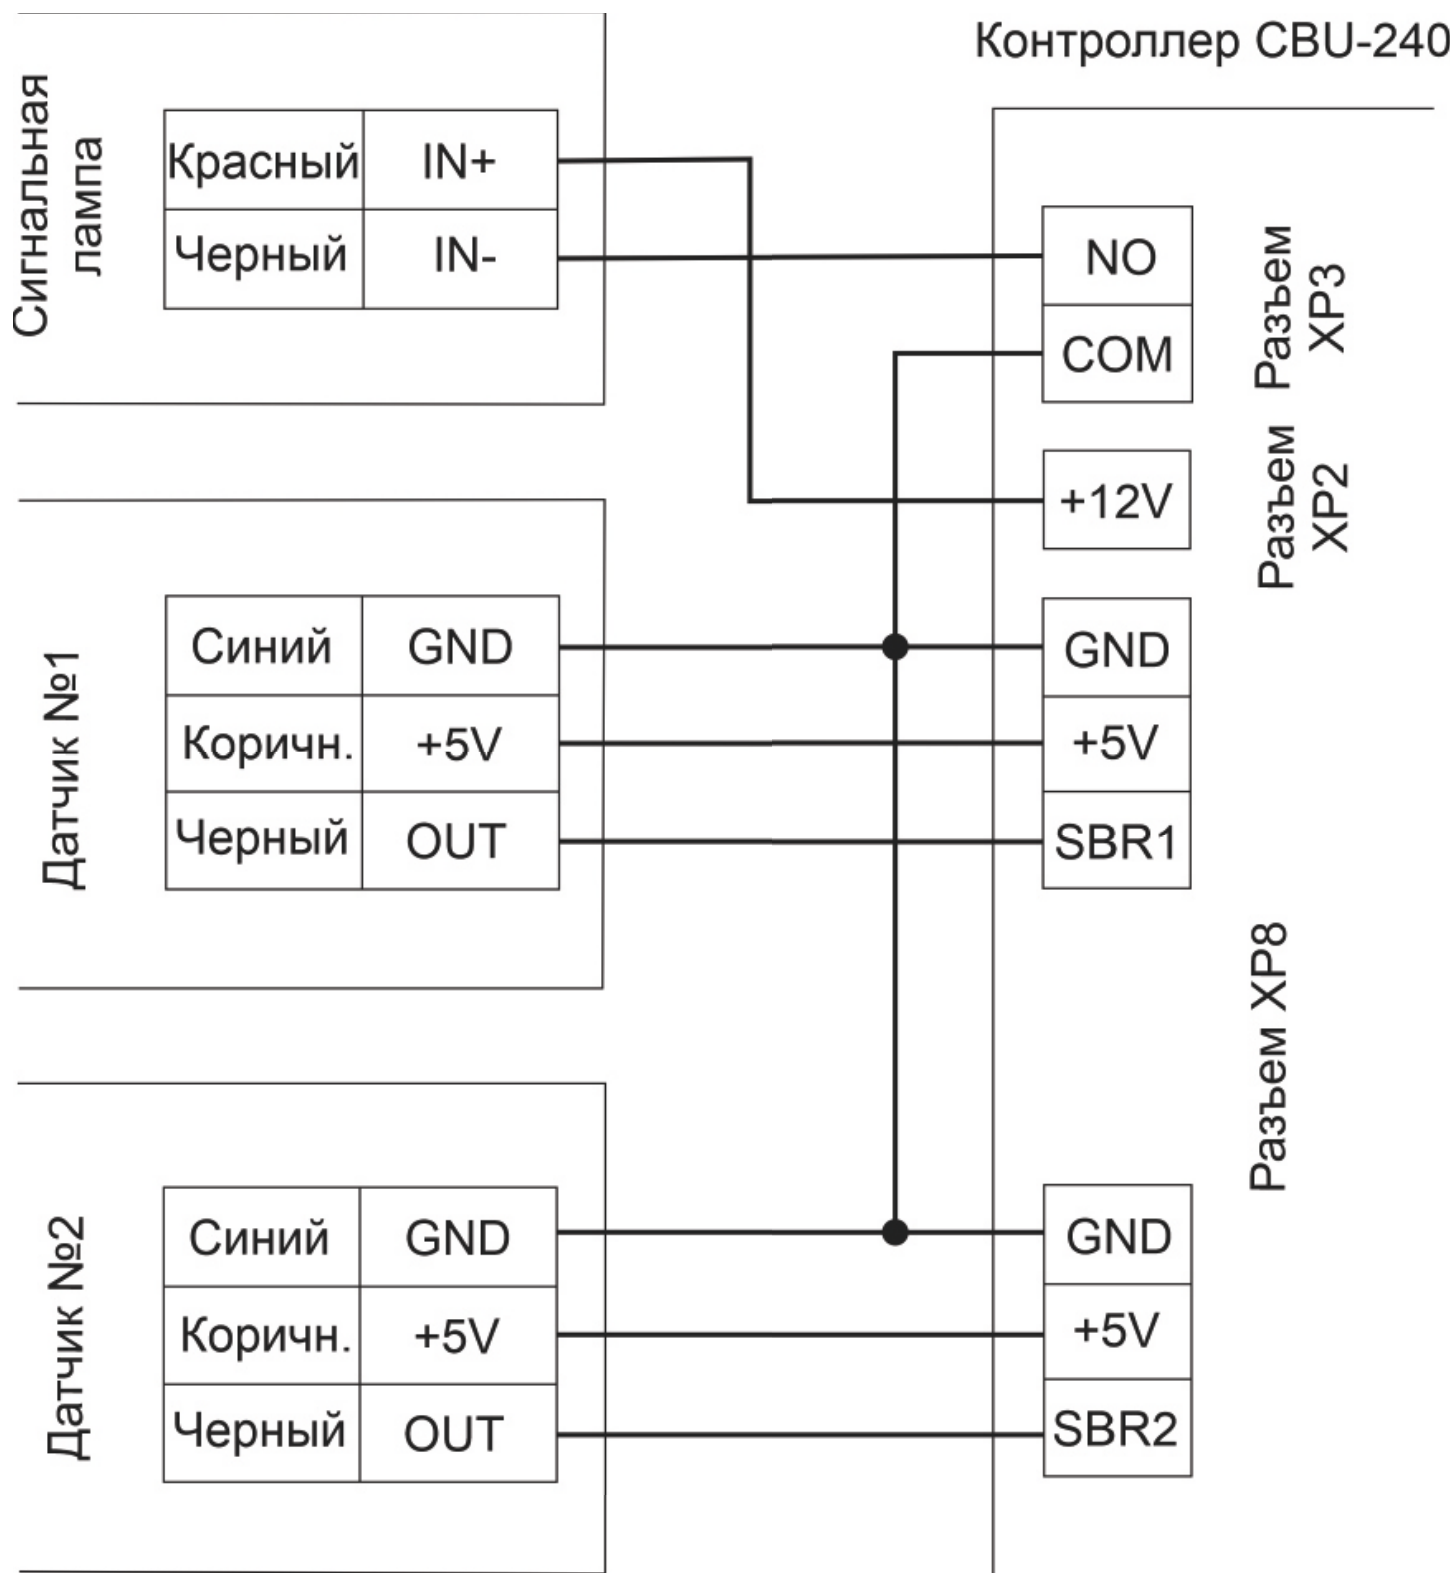 Контроллер CBU-240
Сигнальная
лампа
Красный IN+
Черный IN-
NO
COM
Разъем
XP3
+12V
Разъем
XP2
Датчик №1
Синий GND
Коричн. +5V
Черный OUT
GND
+5V
SBR1
Разъем XP8
Датчик №2
Синий GND
Коричн. +5V
Черный OUT
GND
+5V
SBR2